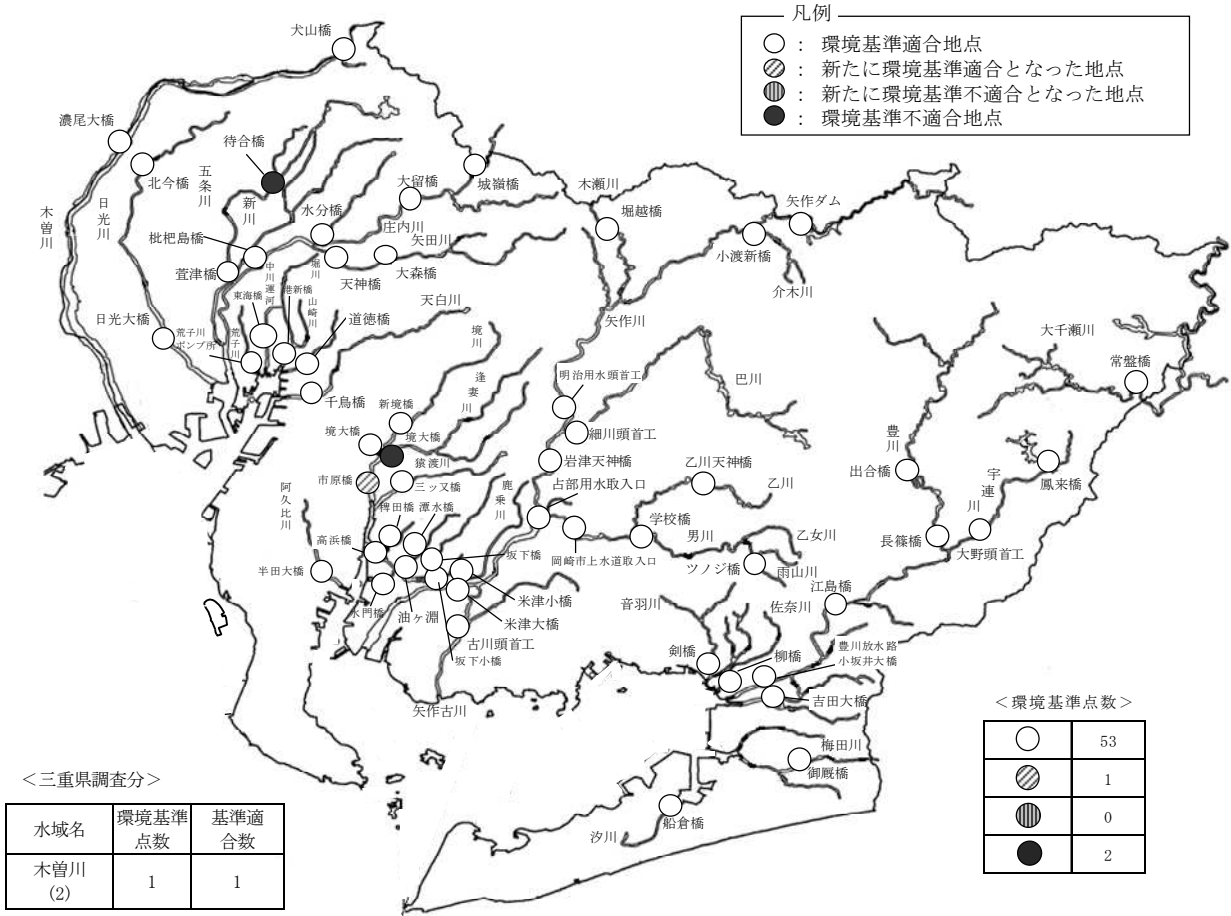 凡例
○ : 環境基準適合地点
: 新たに環境基準適合となった地点
: 新たに環境基準不適合となった地点
● : 環境基準不適合地点
犬山橋
濃尾大橋
待合橋
北今橋
五条川
新川
大留橋
城嶺橋
木瀬川
堀越橋
矢作ダム
木曽川
日光川
水分橋
庄内川
矢田川
枇杷島橋
小渡新橋
萱津橋
中川運河
堀川
天神橋
大森橋
介木川
東海橋
港新橋
山崎川
天白川
日光大橋
荒子川
ポンプ所
荒子川
道徳橋
矢作川
大千瀬川
常盤橋
境川
逢妻川
明治用水頭首工
巴川
千鳥橋
新境橋
境大橋
境大橋
細川頭首工
豊川
猿渡川
岩津天神橋
出合橋
宇連川
鳳来橋
市原橋
三ッ又橋
鹿乗川
占部用水取入口
乙川天神橋
乙川
阿久比川
稗田橋
潭水橋
学校橋
男川
乙女川
長篠橋
大野頭首工
高浜橋
坂下橋
岡崎市上水道取入口
ツノジ橋
雨山川
半田大橋
水門橋
油ヶ淵
米津小橋
米津大橋
音羽川
佐奈川
江島橋
古川頭首工
坂下小橋
剣橋
柳橋
豊川放水路
小坂井大橋
矢作古川
吉田大橋
梅田川
御厩橋
船倉橋
汐川
＜環境基準点数＞
○ 53
1
0
● 2
＜三重県調査分＞
水域名 環境基準点数 基準適合数
木曽川(2) 1 1